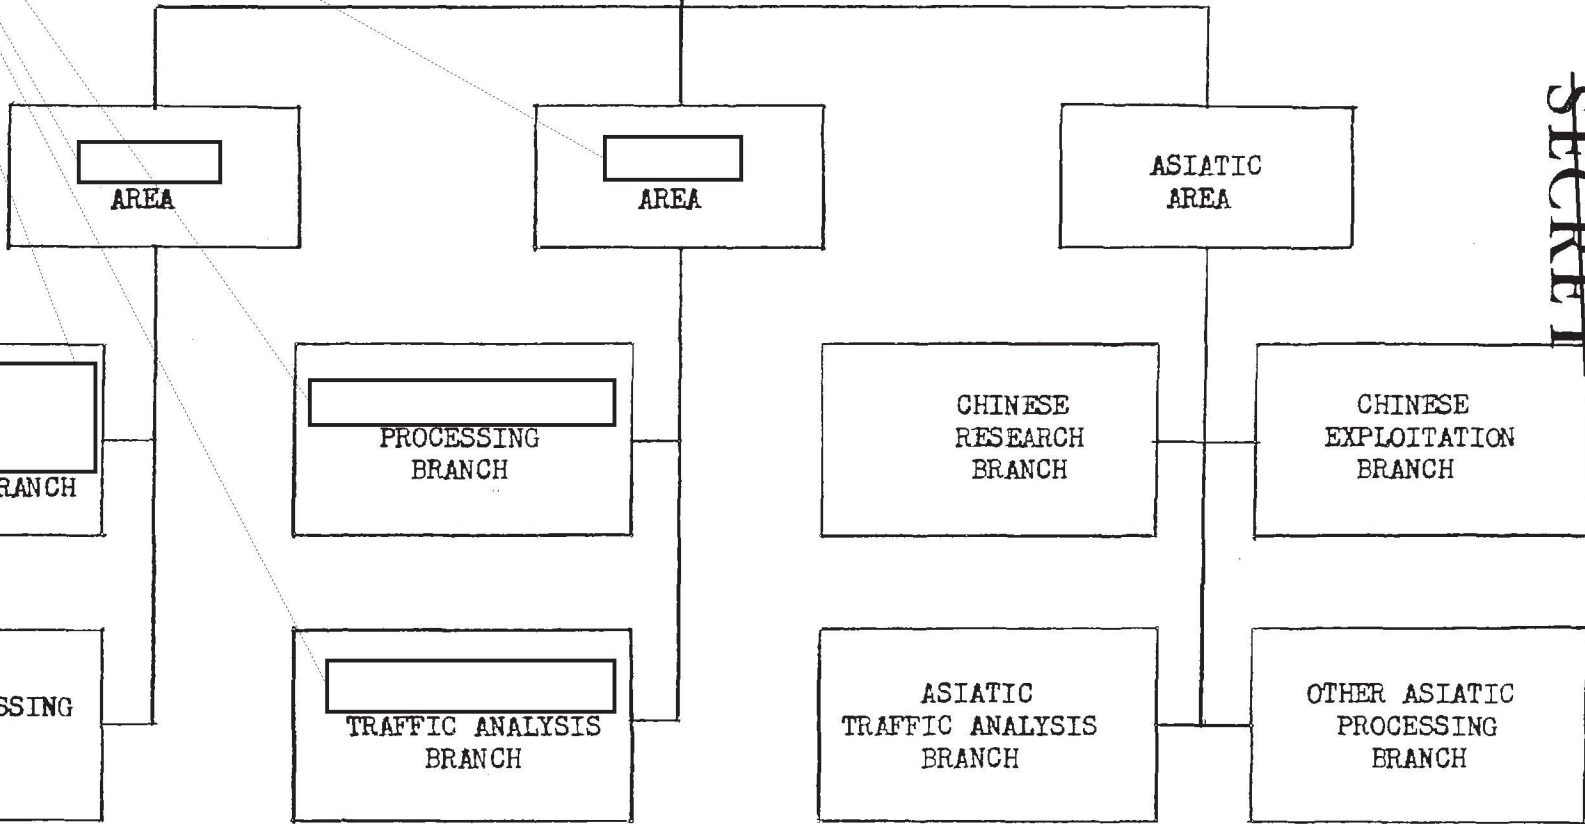 AREA
AREA
ASIATIC
AREA
SECRET
RANCH
PROCESSING
BRANCH
CHINESE
RESEARCH
BRANCH
CHINESE
EXPLOITATION
BRANCH
SSING
TRAFFIC ANALYSIS
BRANCH
ASIATIC
TRAFFIC ANALYSIS
BRANCH
OTHER ASIATIC
PROCESSING
BRANCH